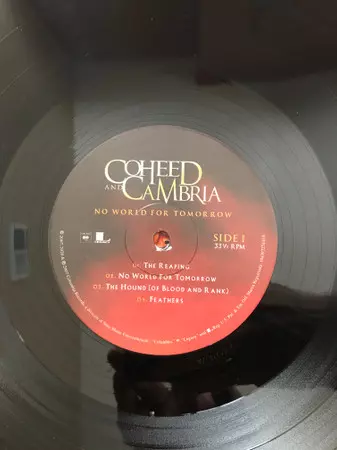 COHEED
AND CAMBRIA
NO WORLD FOR TOMORROW
SIDE 1
33⅓ RPM
01. THE REAPING
02. NO WORLD FOR TOMORROW
03. THE HOUND (OF BLOOD AND RANK)
04. FEATHERS